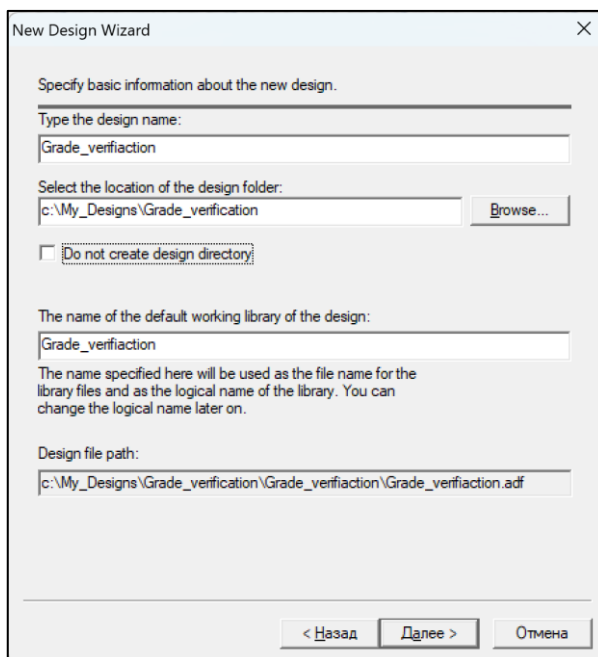 New Design Wizard
Specify basic information about the new design.
Type the design name:
Grade_verifiaction
Select the location of the design folder:
c:\My_Designs\Grade_verification
Browse...
Do not create design directory
The name of the default working library of the design:
Grade_verifiaction
The name specified here will be used as the file name for the
library files and as the logical name of the library. You can
change the logical name later on.
Design file path:
c:\My_Designs\Grade_verification\Grade_verifiaction\Grade_verifiaction.adf
< Назад
Далее >
Отмена